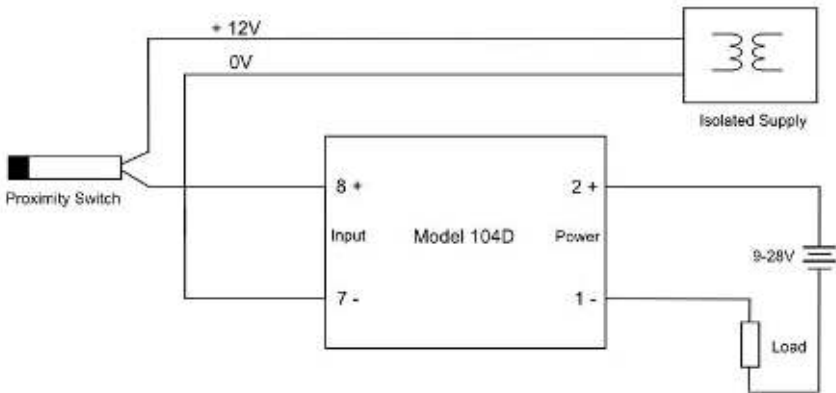 + 12V
0V
Isolated Supply
Proximity Switch
8 +
2 +
Input
Model 104D
Power
9-28V
7 -
1 -
Load